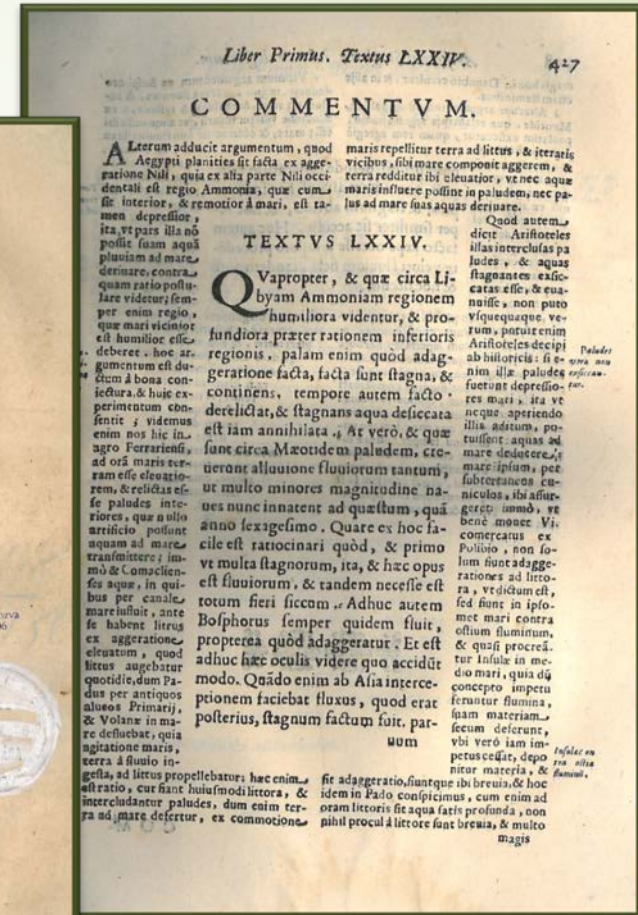 Liber Primus. Textus LXXIV.
427
COMMENTVM.
ALterum adducit argumentum, quod
Aegypti planities sit facta ex agge-
ratione Nili, quia ex alia parte Nili occi-
dentali est regio Ammonia, quæ cum
sit interior, & remotior à mari, est ta-
men depressior,
ita, vt pars illa nō
possit suam aquā
pluuiam ad mare
deriuare, contra
quam ratio postu-
lare videtur; sem-
per enim regio,
quæ mari vicinior
est humilior esse
deberet. hoc ar-
gumentum est du-
ctum à bona con-
iectura, & huic ex-
perimentum con-
sentit; videmus
enim nos hic in
agro Ferrariensi,
ad orā maris ter-
ram esse eleuatio-
rem, & relictas es-
se paludes inte-
riores, quæ nullo
artificio possunt
aquam ad mare
transmittere; im-
mò & Comaclien-
ses aquæ, in qui-
bus per canale
mare influit, ante
se habent littus
ex aggeratione
eleuatum, quod
littus augebatur
quotidie, dum Pa-
dus per antiquos
alueos Primarij,
& Volanæ in ma-
re defluebat, quia
agitatione maris,
terra à fluuio in-
gesta, ad littus propellebatur; hæc enim
est ratio, cur fiant huiusmodi littora, &
intercludantur paludes, dum enim ter-
ra ad mare defertur, ex commotione
maris repellitur terra ad littus, & iteratis
vicibus, sibi mare componit aggerem, &
terra redditur ibi eleuatior, vt nec aquæ
maris influere possint in paludem, nec pa-
lus ad mare suas aquas deriuare.
Quod autem
dicit Aristoteles
illas interclusas pa
ludes, & aquas
stagnantes exsic-
catas esse, & eua-
nuisse, non puto
vsquequaque ve-
rum, potuit enim
Aristoteles decipi
ab historicis: si e-
nim illæ paludes
fuerunt depressio-
res mari, ita vt
neque aperiendo
illis aditum, po-
tuissent aquas ad
mare deducere;
mare ipsum, per
subterraneos cu-
niculos, ibi assur-
geret immò, vt
benè monet Vi.
comercatus ex
Polibio, non so-
lum fiunt adagge-
rationes ad litto-
ra, vt dictum est,
sed fiunt in ipso-
met mari contra
ostium fluminum,
& quasi procreā-
tur Insulæ in me-
dio mari, quia dū
concepto impetu
feruntur flumina,
suam materiam
secum deferunt,
vbi verò iam im-
petus cessat, depo
nitur materia, &
fit adaggeratio, fiuntque ibi breuia, & hoc
idem in Pado conspicimus, cum enim ad
oram littoris sit aqua satis profunda, non
nihil procul à littore sunt breuia, & multo
magis
Paludes
exsiccan-
tur.
Insulæ
ostia
fluminū.
TEXTVS LXXIV.
QVapropter, & quæ circa Li-
byam Ammoniam regionem
humiliora videntur, & pro-
fundiora præter rationem inferioris
regionis, palam enim quòd adag-
geratione facta, facta sunt stagna, &
continens, tempore autem facto
derelictat, & stagnans aqua desiccata
est iam annihilata. At verò, & quæ
sunt circa Mæotidem paludem, cre-
uerunt alluuione fluuiorum tantum,
ut multo minores magnitudine na-
ues nunc innatent ad quæstum, quā
anno sexagesimo. Quare ex hoc fa-
cile est ratiocinari quòd, & primo
vt multa stagnorum, ita, & hæc opus
est fluuiorum, & tandem necesse est
totum fieri siccum. Adhuc autem
Bosphorus semper quidem fluit,
propterea quòd adaggeratur. Et est
adhuc hæc oculis videre quo accidūt
modo. Quādo enim ab Asia interce-
ptionem faciebat fluxus, quod erat
posterius, stagnum factum fuit, par-
uum